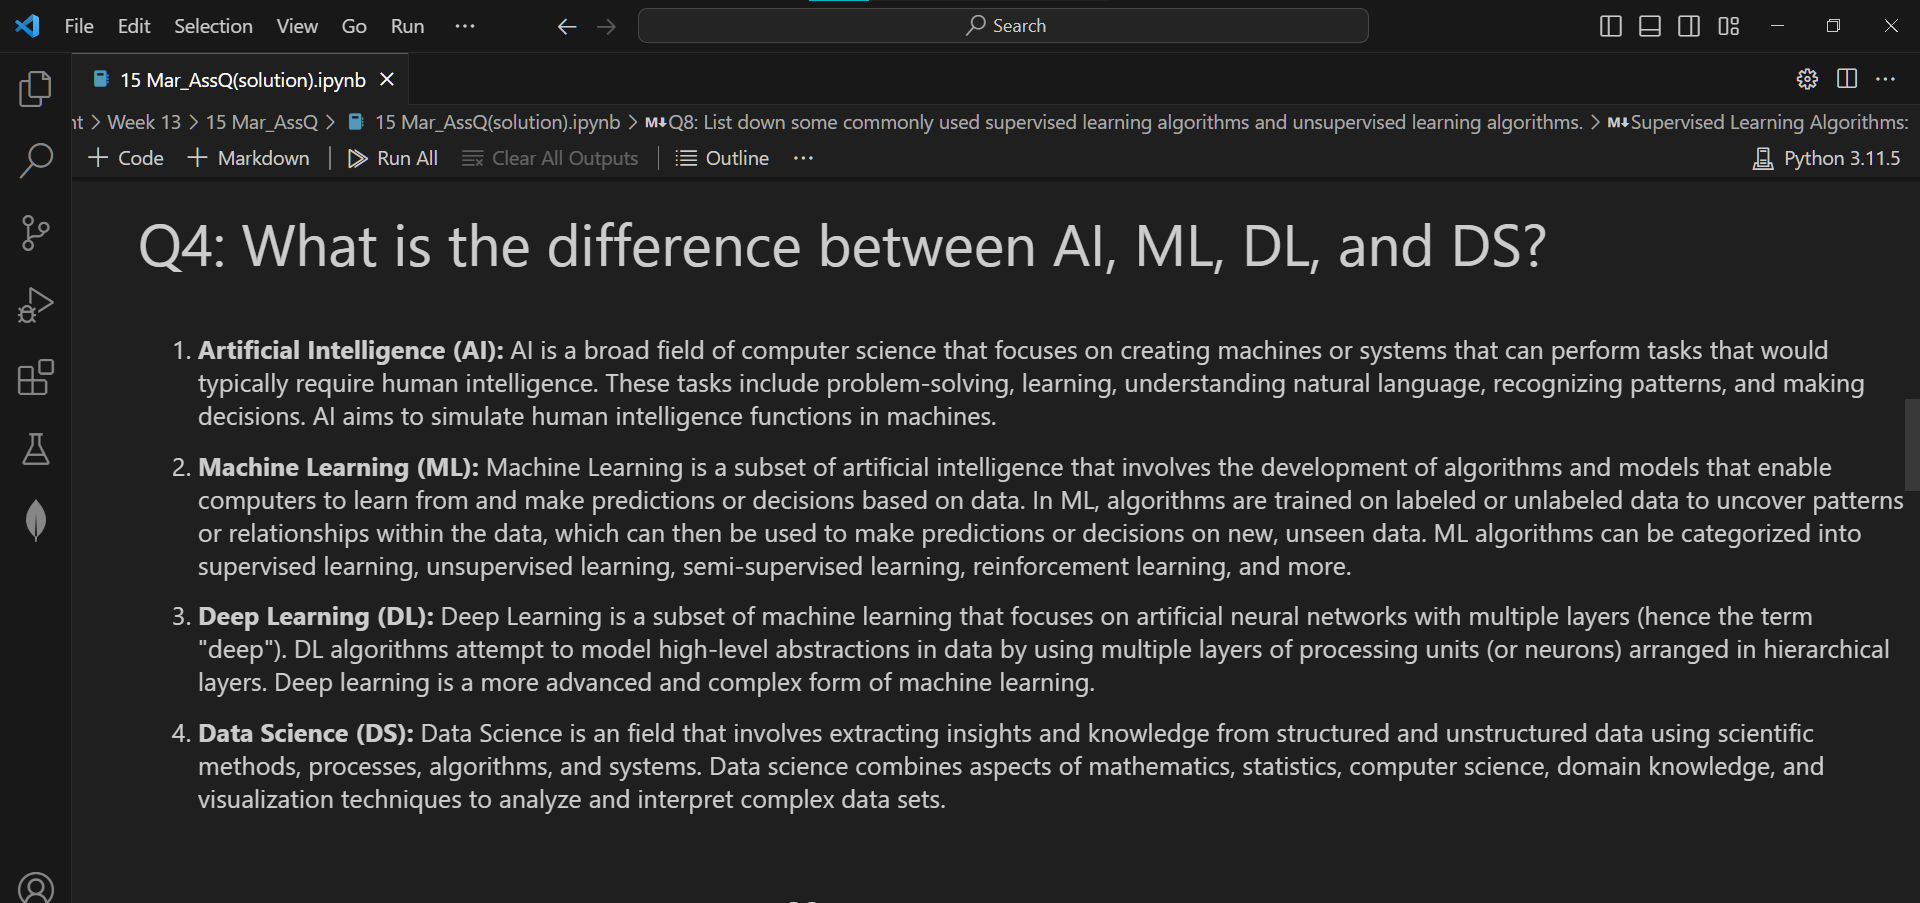 File Edit Selection View Go Run ··· ← → Search
15 Mar_AssQ(solution).ipynb ×
nt > Week 13 > 15 Mar_AssQ > 15 Mar_AssQ(solution).ipynb > M↓Q8: List down some commonly used supervised learning algorithms and unsupervised learning algorithms. > M↓Supervised Learning Algorithms:
+ Code + Markdown | Run All Clear All Outputs | Outline ··· Python 3.11.5
Q4: What is the difference between AI, ML, DL, and DS?
1. Artificial Intelligence (AI): AI is a broad field of computer science that focuses on creating machines or systems that can perform tasks that would
typically require human intelligence. These tasks include problem-solving, learning, understanding natural language, recognizing patterns, and making
decisions. AI aims to simulate human intelligence functions in machines.
2. Machine Learning (ML): Machine Learning is a subset of artificial intelligence that involves the development of algorithms and models that enable
computers to learn from and make predictions or decisions based on data. In ML, algorithms are trained on labeled or unlabeled data to uncover patterns
or relationships within the data, which can then be used to make predictions or decisions on new, unseen data. ML algorithms can be categorized into
supervised learning, unsupervised learning, semi-supervised learning, reinforcement learning, and more.
3. Deep Learning (DL): Deep Learning is a subset of machine learning that focuses on artificial neural networks with multiple layers (hence the term
"deep"). DL algorithms attempt to model high-level abstractions in data by using multiple layers of processing units (or neurons) arranged in hierarchical
layers. Deep learning is a more advanced and complex form of machine learning.
4. Data Science (DS): Data Science is an field that involves extracting insights and knowledge from structured and unstructured data using scientific
methods, processes, algorithms, and systems. Data science combines aspects of mathematics, statistics, computer science, domain knowledge, and
visualization techniques to analyze and interpret complex data sets.